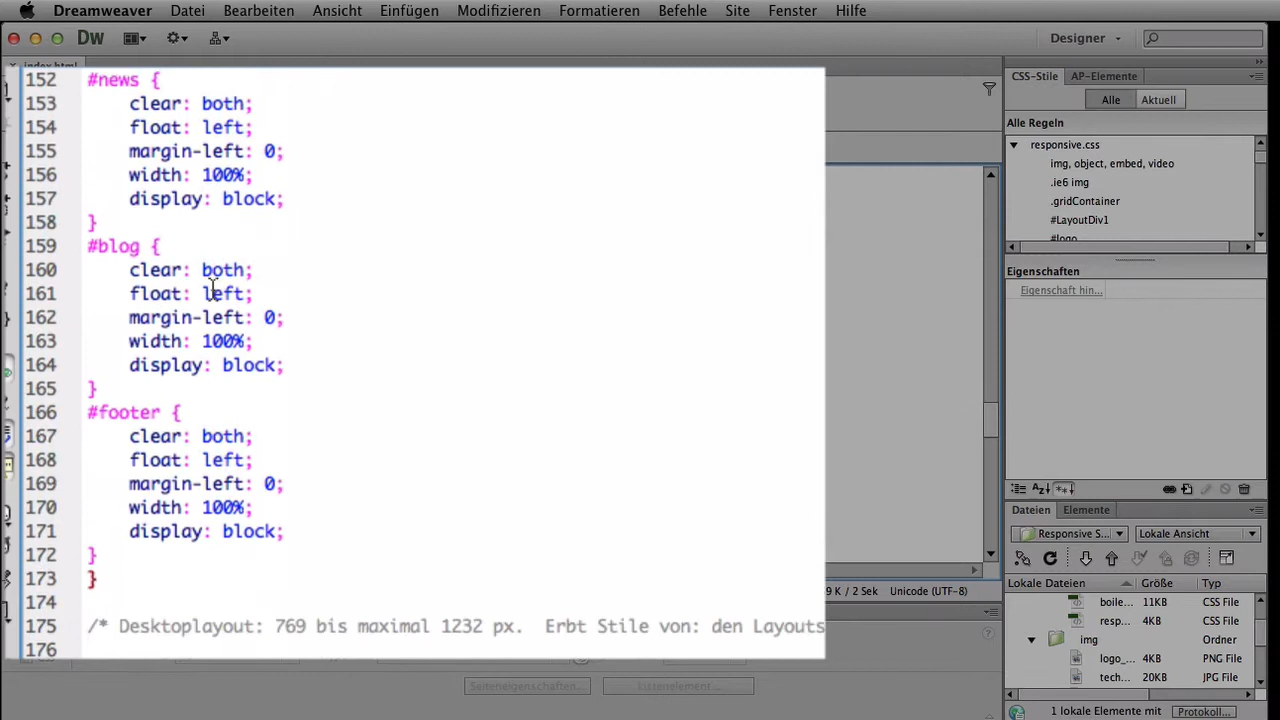 Dreamweaver Datei Bearbeiten Ansicht Einfügen Modifizieren Formatieren Befehle Site Fenster Hilfe
Dw Designer
index.html
CSS-Stile AP-Elemente
Alle Aktuell
Alle Regeln
responsive.css
img, object, embed, video
.ie6 img
.gridContainer
#LayoutDiv1
#logo
Eigenschaften
Eigenschaft hin...
152 #news {
153 clear: both;
154 float: left;
155 margin-left: 0;
156 width: 100%;
157 display: block;
158 }
159 #blog {
160 clear: both;
161 float: left;
162 margin-left: 0;
163 width: 100%;
164 display: block;
165 }
166 #footer {
167 clear: both;
168 float: left;
169 margin-left: 0;
170 width: 100%;
171 display: block;
172 }
173 }
174
175 /* Desktoplayout: 769 bis maximal 1232 px. Erbt Stile von: den Layouts
176
9 K / 2 Sek Unicode (UTF-8)
Seiteneigenschaften... Listenelement...
Dateien Elemente
Responsive S... Lokale Ansicht
Lokale Dateien Größe Typ
boile... 11KB CSS File
resp... 4KB CSS File
img Ordner
logo_... 4KB PNG File
tech... 20KB JPG File
1 lokale Elemente mit Protokoll...